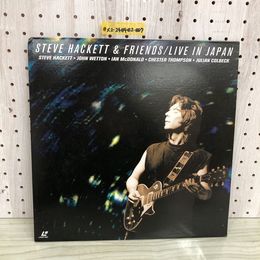 STEVE HACKETT & FRIENDS/LIVE IN JAPAN
STEVE HACKETT • JOHN WETTON • IAN McDONALD • CHESTER THOMPSON • JULIAN COLBECK